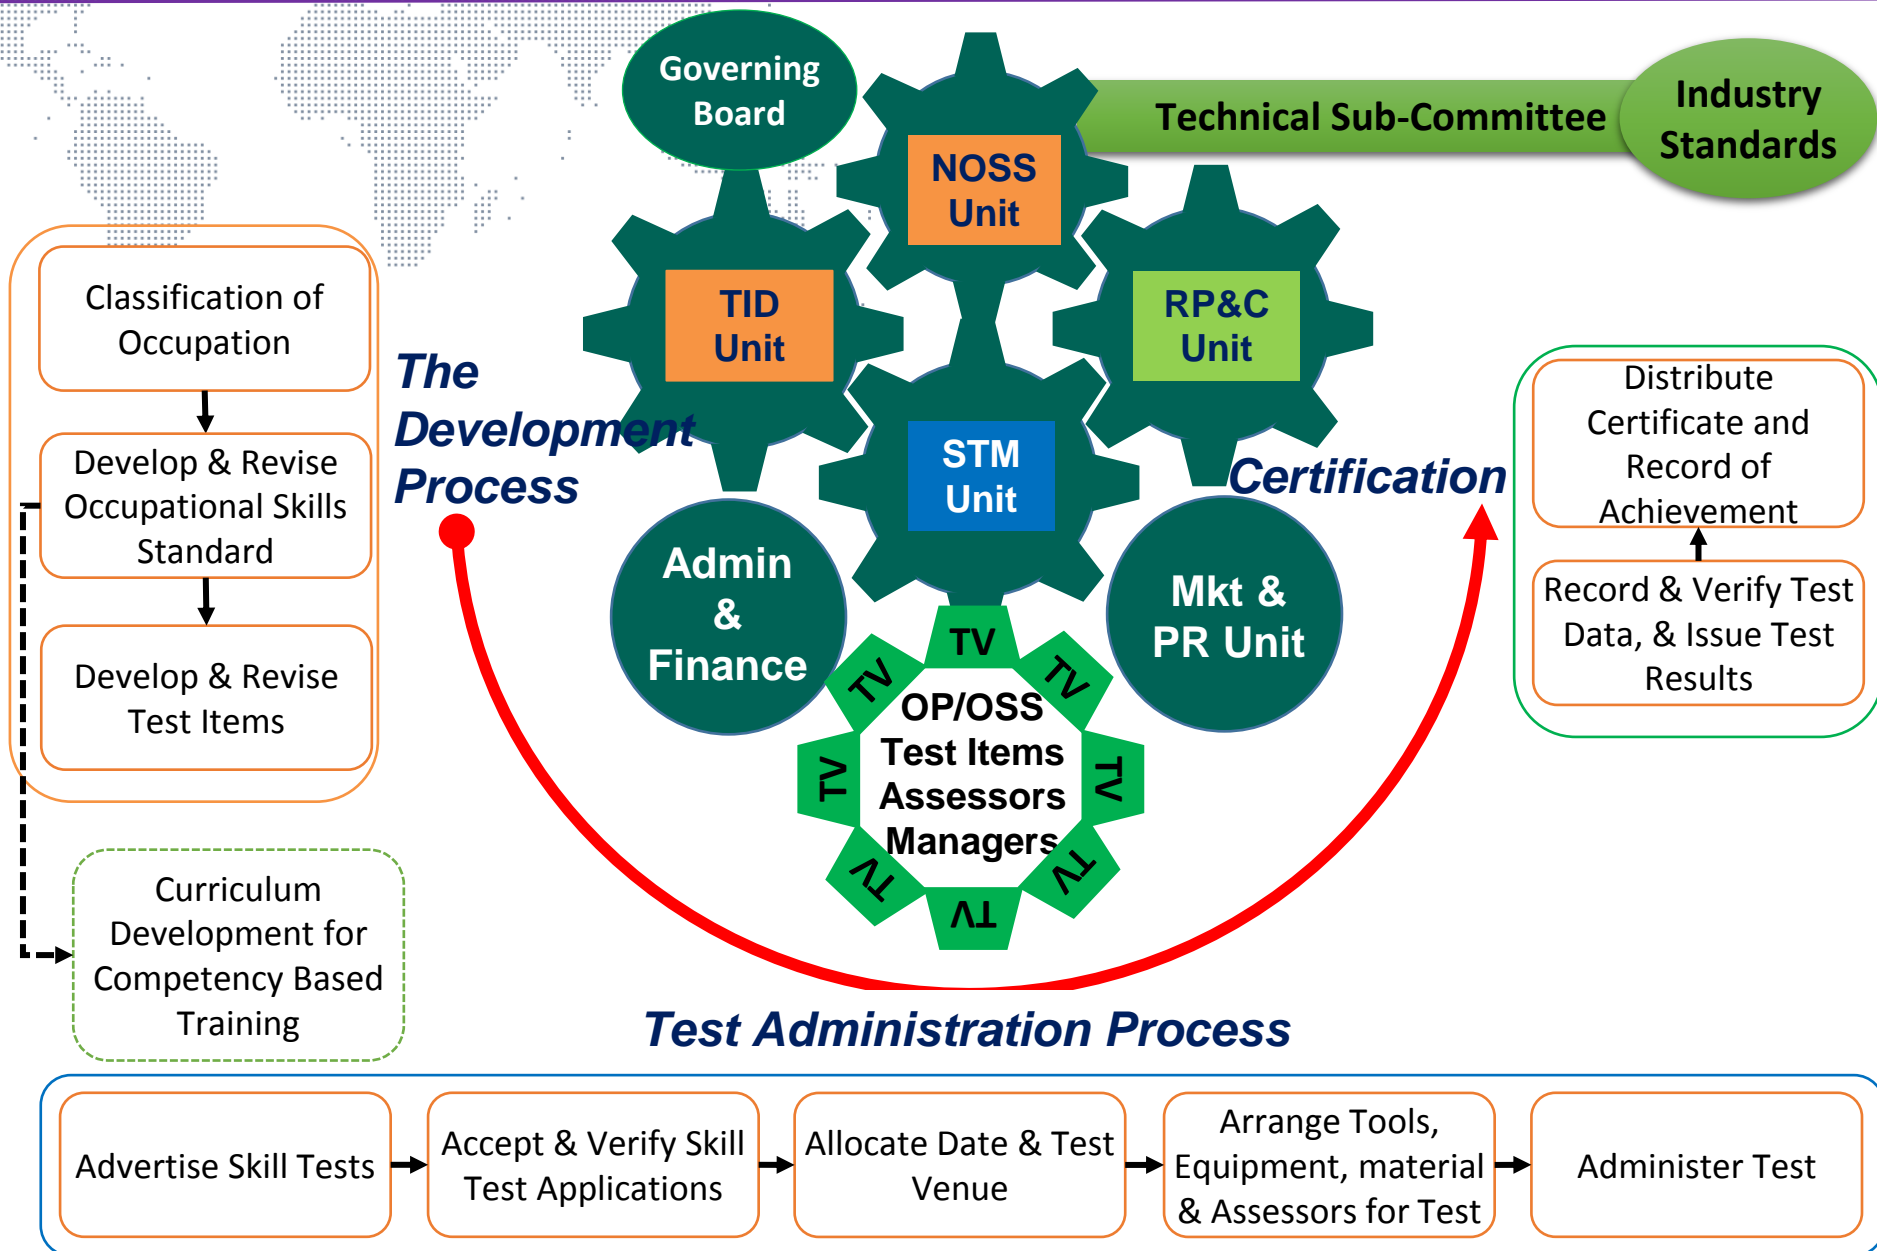 Governing
Board
Technical Sub-Committee
Industry
Standards
NOSS
Unit
TID
Unit
RP&C
Unit
STM
Unit
Classification of
Occupation
Develop & Revise
Occupational Skills
Standard
Develop & Revise
Test Items
Curriculum
Development for
Competency Based
Training
The
Development
Process
Certification
Distribute
Certificate and
Record of
Achievement
Record & Verify Test
Data, & Issue Test
Results
Admin
&
Finance
Mkt &
PR Unit
TV
TV
TV
TV
TV
TV
TV
TV
OP/OSS
Test Items
Assessors
Managers
Test Administration Process
Advertise Skill Tests
Accept & Verify Skill
Test Applications
Allocate Date & Test
Venue
Arrange Tools,
Equipment, material
& Assessors for Test
Administer Test